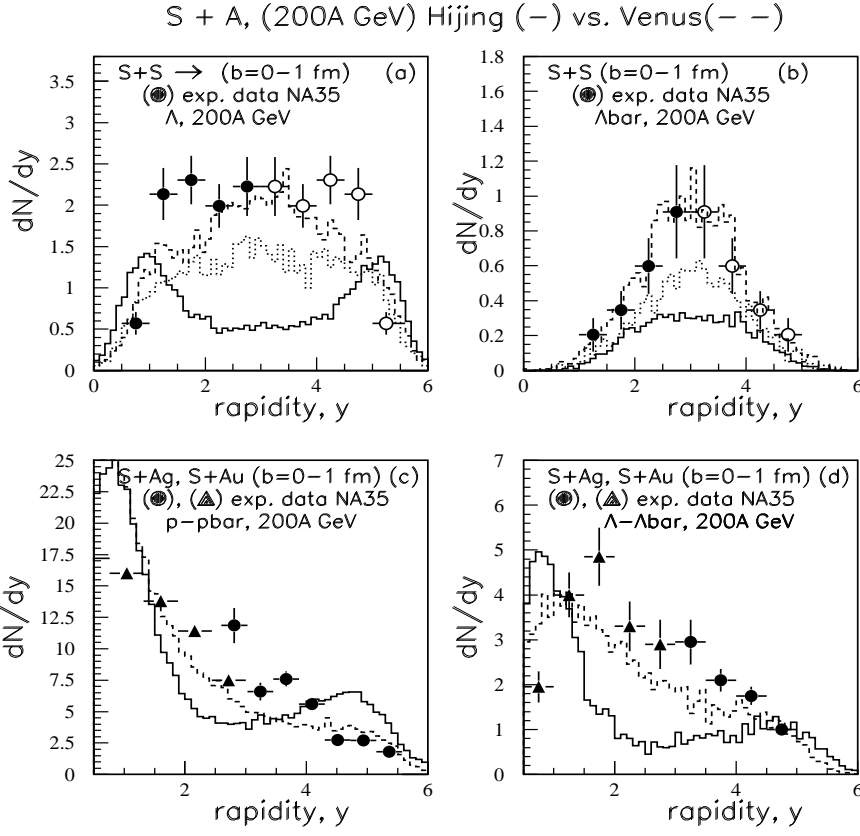 S + A, (200A GeV) Hijing (–) vs. Venus(– –)
S+S → (b=0–1 fm) (a)
(●) exp. data NA35
Λ, 200A GeV
dN/dy
3.5
3
2.5
2
1.5
1
0.5
0
0 2 4 6
rapidity, y
S+S (b=0–1 fm) (b)
(●) exp. data NA35
Λbar, 200A GeV
dN/dy
1.8
1.6
1.4
1.2
1
0.8
0.6
0.4
0.2
0
0 2 4 6
rapidity, y
S+Ag, S+Au (b=0–1 fm) (c)
(●), (▲) exp. data NA35
p–pbar, 200A GeV
dN/dy
25
22.5
20
17.5
15
12.5
10
7.5
5
2.5
0
2 4 6
rapidity, y
S+Ag, S+Au (b=0–1 fm) (d)
(●), (▲) exp. data NA35
Λ–Λbar, 200A GeV
dN/dy
7
6
5
4
3
2
1
0
2 4 6
rapidity, y